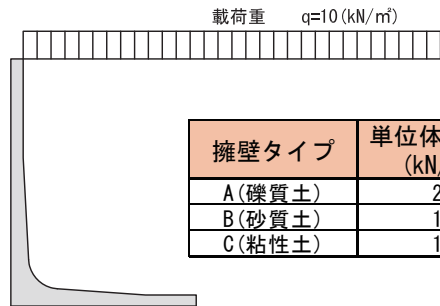 載荷重 q=10(kN/㎡)
擁壁タイプ 単位体 (kN/
A(礫質土) 2
B(砂質土) 1
C(粘性土) 1